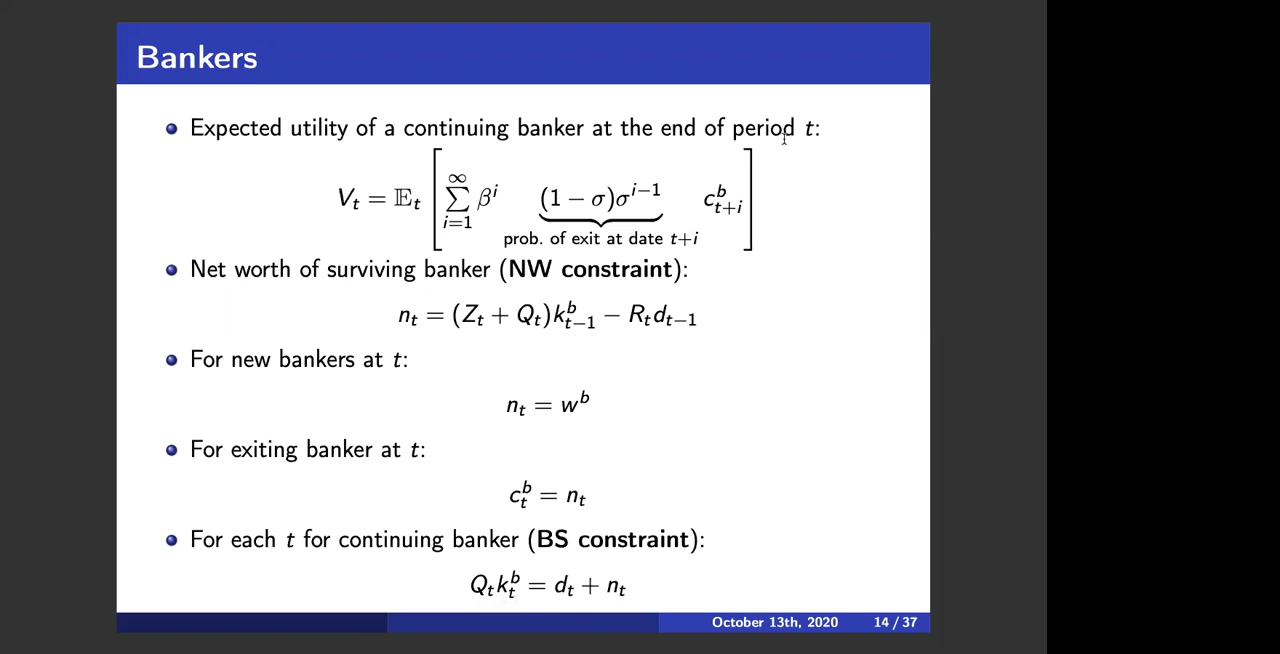 Bankers
Expected utility of a continuing banker at the end of period t:
V_t = 𝔼_t [ ∑_{i=1}^{∞} β^i (1 − σ)σ^{i−1} c^b_{t+i} ]
prob. of exit at date t+i
Net worth of surviving banker (NW constraint):
n_t = (Z_t + Q_t)k^b_{t−1} − R_t d_{t−1}
For new bankers at t:
n_t = w^b
For exiting banker at t:
c^b_t = n_t
For each t for continuing banker (BS constraint):
Q_t k^b_t = d_t + n_t
October 13th, 2020 14 / 37